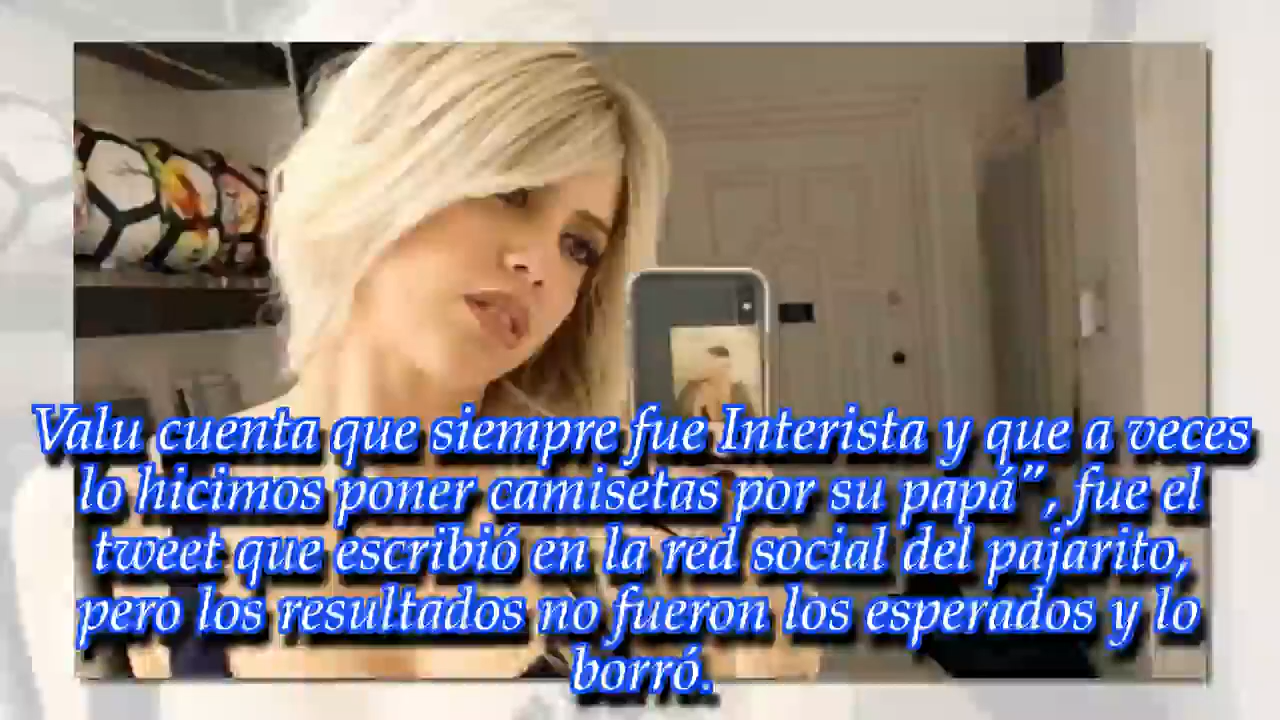 Valu cuenta que siempre fue Interista y que a veces
lo hicimos poner camisetas por su papá”, fue el
tweet que escribió en la red social del pajarito,
pero los resultados no fueron los esperados y lo
borró.